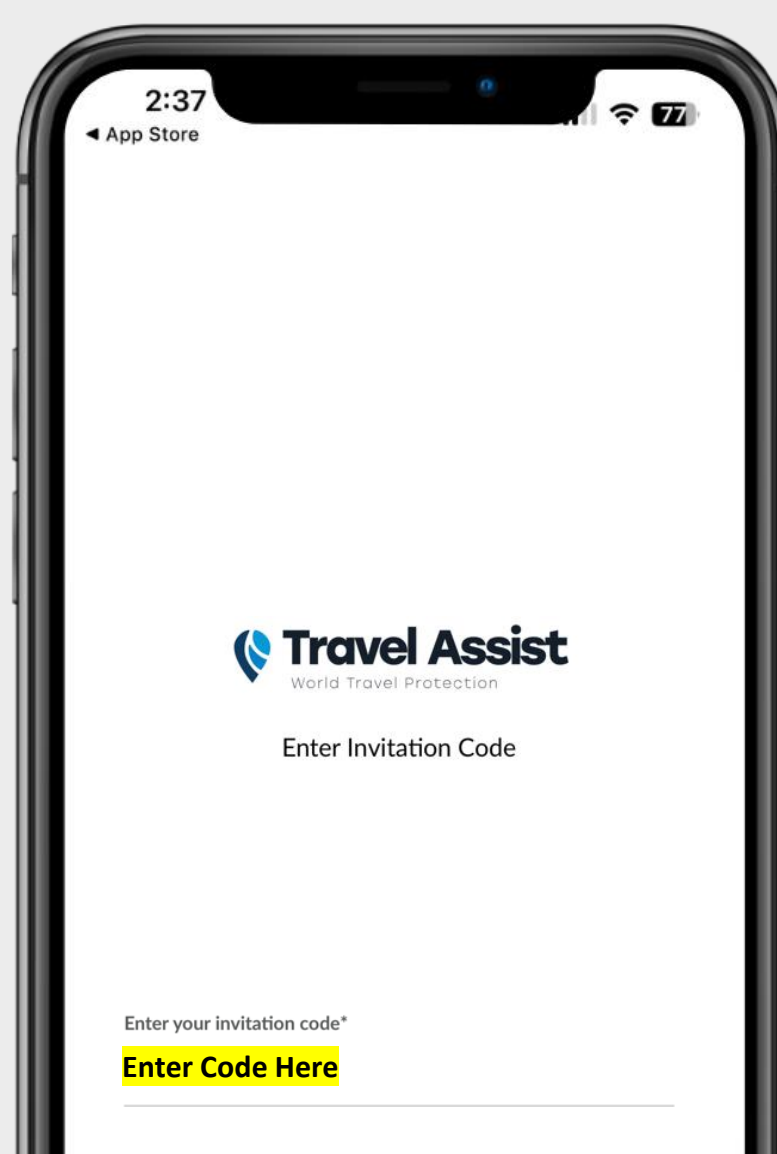 2:37
77
◀ App Store
Travel Assist
World Travel Protection
Enter Invitation Code
Enter your invitation code*
Enter Code Here